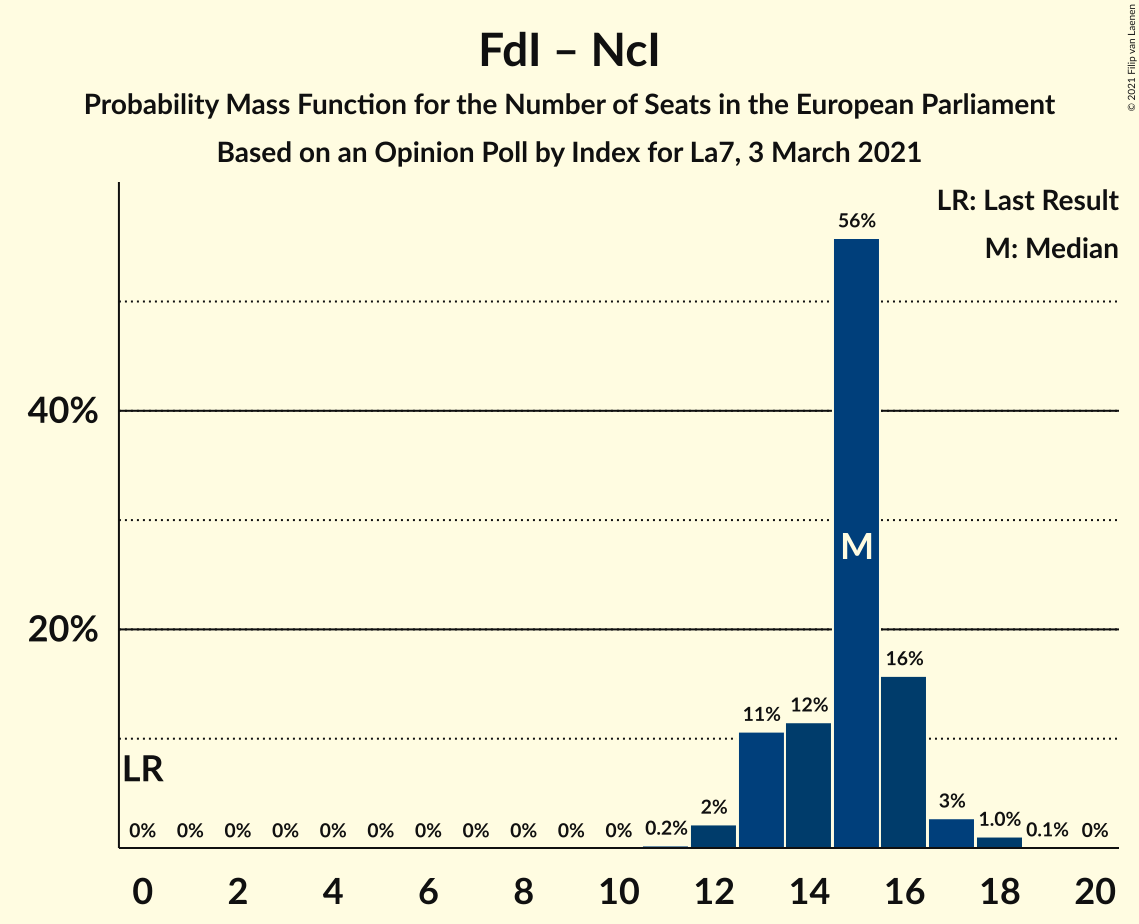 FdI – NcI
Probability Mass Function for the Number of Seats in the European Parliament
Based on an Opinion Poll by Index for La7, 3 March 2021
© 2021 Filip van Laenen
LR: Last Result
M: Median
56%
40%
M
20%
16%
12%
11%
LR
2%
3%
0% 0% 0% 0% 0% 0% 0% 0% 0% 0% 0% 0.2% 1.0% 0.1% 0%
0 2 4 6 8 10 12 14 16 18 20